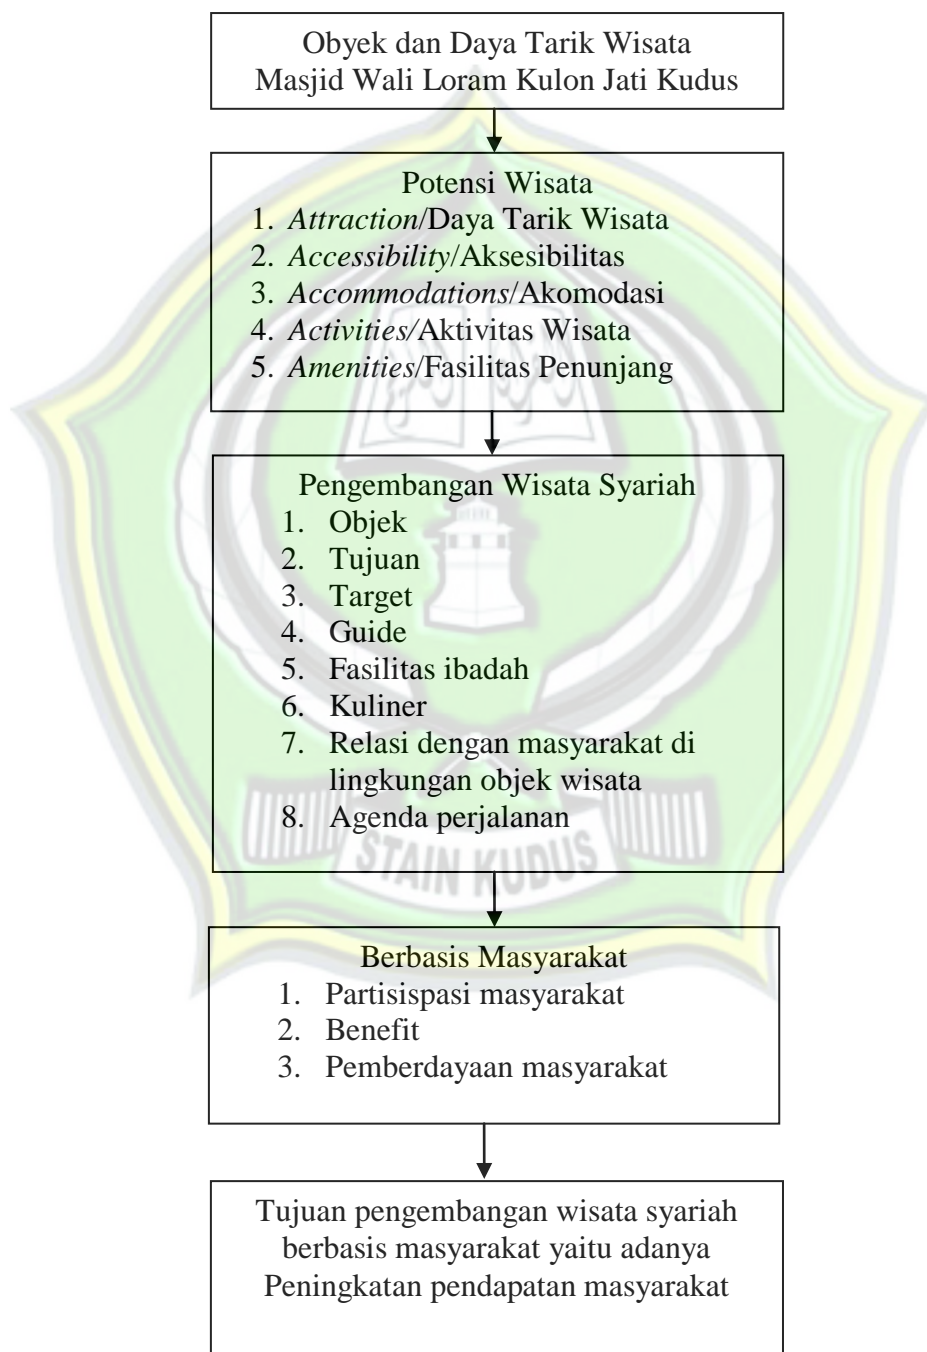 Obyek dan Daya Tarik Wisata
Masjid Wali Loram Kulon Jati Kudus
Potensi Wisata
1. Attraction/Daya Tarik Wisata
2. Accessibility/Aksesibilitas
3. Accommodations/Akomodasi
4. Activities/Aktivitas Wisata
5. Amenities/Fasilitas Penunjang
Pengembangan Wisata Syariah
1. Objek
2. Tujuan
3. Target
4. Guide
5. Fasilitas ibadah
6. Kuliner
7. Relasi dengan masyarakat di
lingkungan objek wisata
8. Agenda perjalanan
STAIN KUDUS
Berbasis Masyarakat
1. Partisispasi masyarakat
2. Benefit
3. Pemberdayaan masyarakat
Tujuan pengembangan wisata syariah
berbasis masyarakat yaitu adanya
Peningkatan pendapatan masyarakat